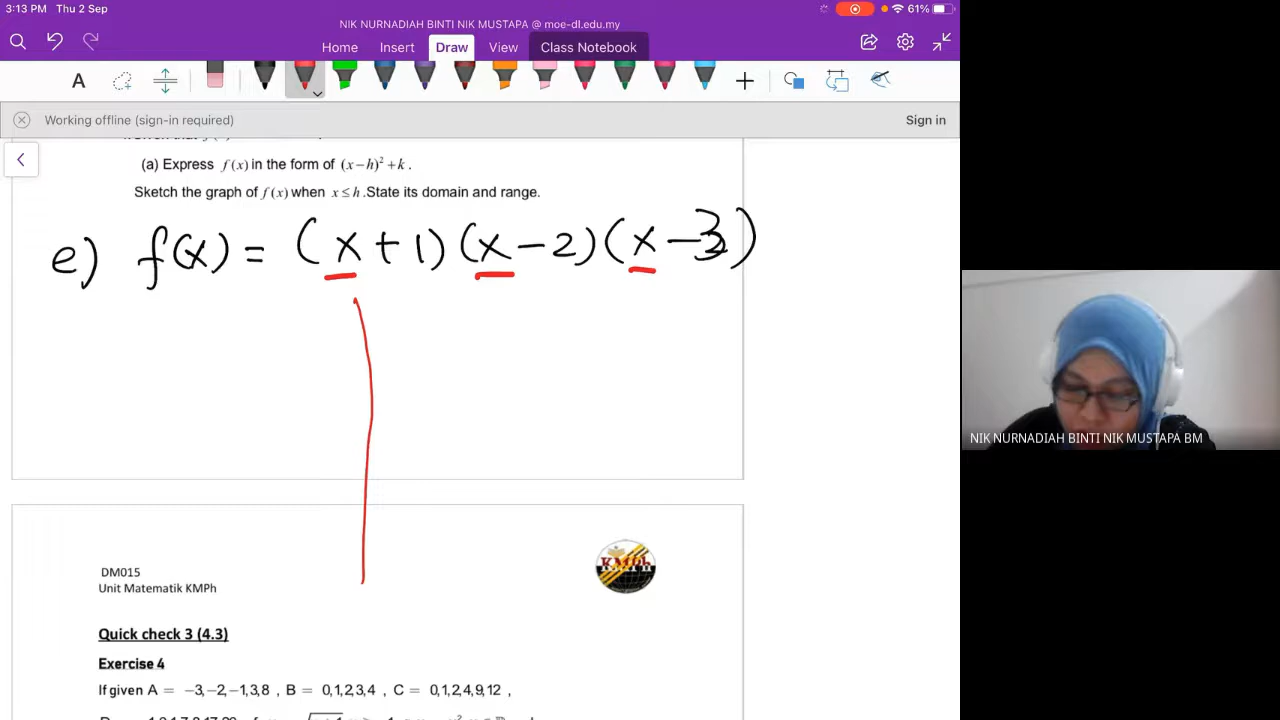 3:13 PM Thu 2 Sep
61%
NIK NURNADIAH BINTI NIK MUSTAPA @ moe-dl.edu.my
Home Insert Draw View Class Notebook
A
Working offline (sign-in required) Sign in
(a) Express f(x) in the form of (x−h)²+k.
Sketch the graph of f(x) when x≤h.State its domain and range.
e) f(x) = (x+1)(x−2)(x−3)
NIK NURNADIAH BINTI NIK MUSTAPA BM
KMPh
DM015
Unit Matematik KMPh
Quick check 3 (4.3)
Exercise 4
If given A = −3,−2,−1,3,8 , B = 0,1,2,3,4 , C = 0,1,2,4,9,12 ,